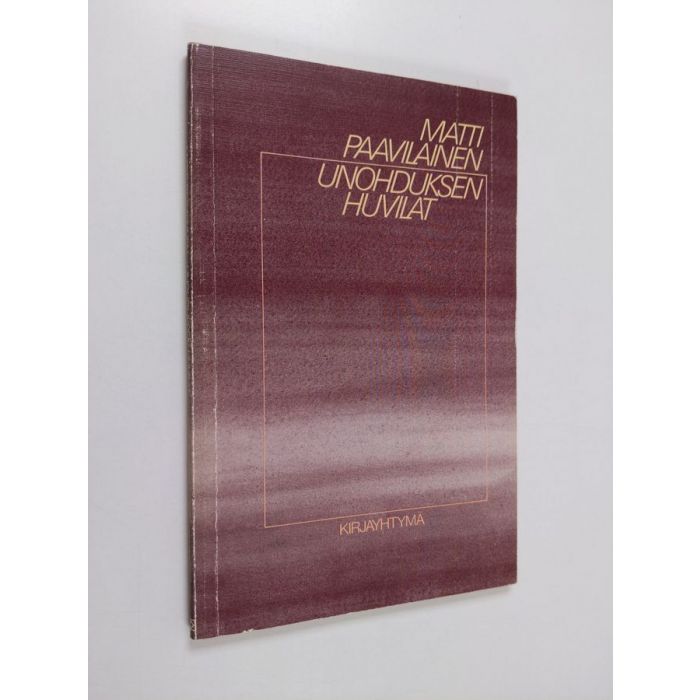 MATTI
PAAVILAINEN
UNOHDUKSEN
HUVILAT
KIRJAYHTYMÄ